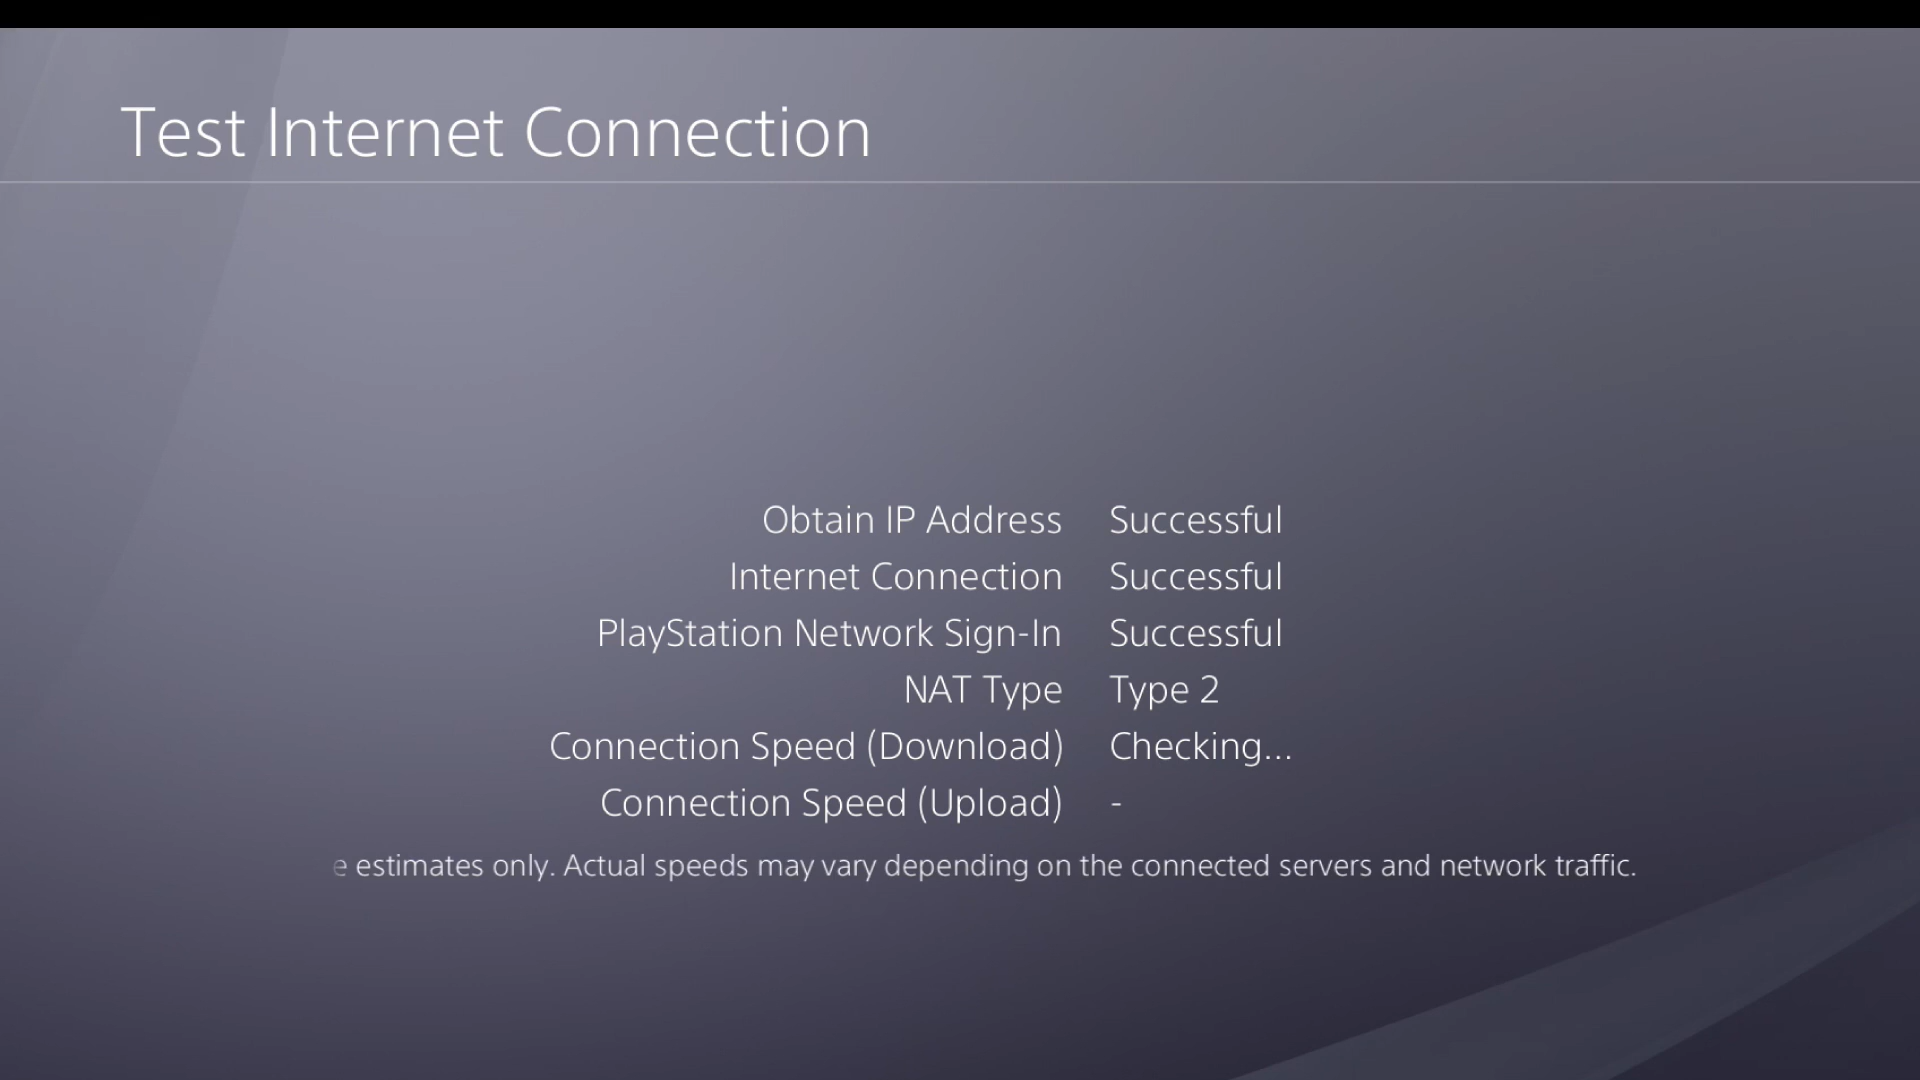 Test Internet Connection
Obtain IP Address Successful
Internet Connection Successful
PlayStation Network Sign-In Successful
NAT Type Type 2
Connection Speed (Download) Checking...
Connection Speed (Upload) -
e estimates only. Actual speeds may vary depending on the connected servers and network traffic.